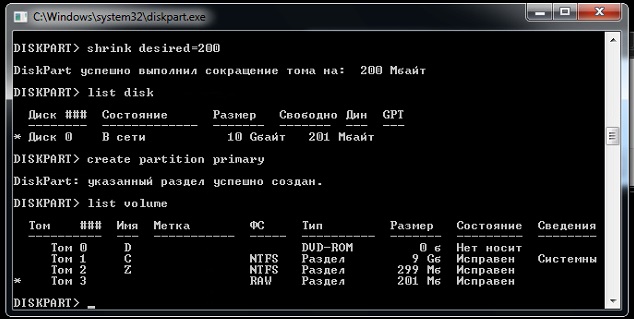 C:\Windows\system32\diskpart.exe
DISKPART> shrink desired=200
DiskPart успешно выполнил сокращение тома на:  200 Mбайт
DISKPART> list disk
Диск ###  Состояние      Размер   Свободно Дин  GPT
--------  -------------  -------  -------  ---  ---
* Диск 0    В сети           10 Gбайт   201 Mбайт
DISKPART> create partition primary
DiskPart: указанный раздел успешно создан.
DISKPART> list volume
Том    ###  Имя  Метка        ФС     Тип         Размер   Состояние  Сведения
----------  ---  -----------  -----  ----------  -------  ---------  --------
Том 0     D                       DVD-ROM         0 б   Нет носит
Том 1     C                NTFS   Раздел          9 Gб  Исправен   Системны
Том 2     Z                NTFS   Раздел        299 Mб  Исправен
* Том 3                      RAW    Раздел        201 Mб  Исправен
DISKPART> _